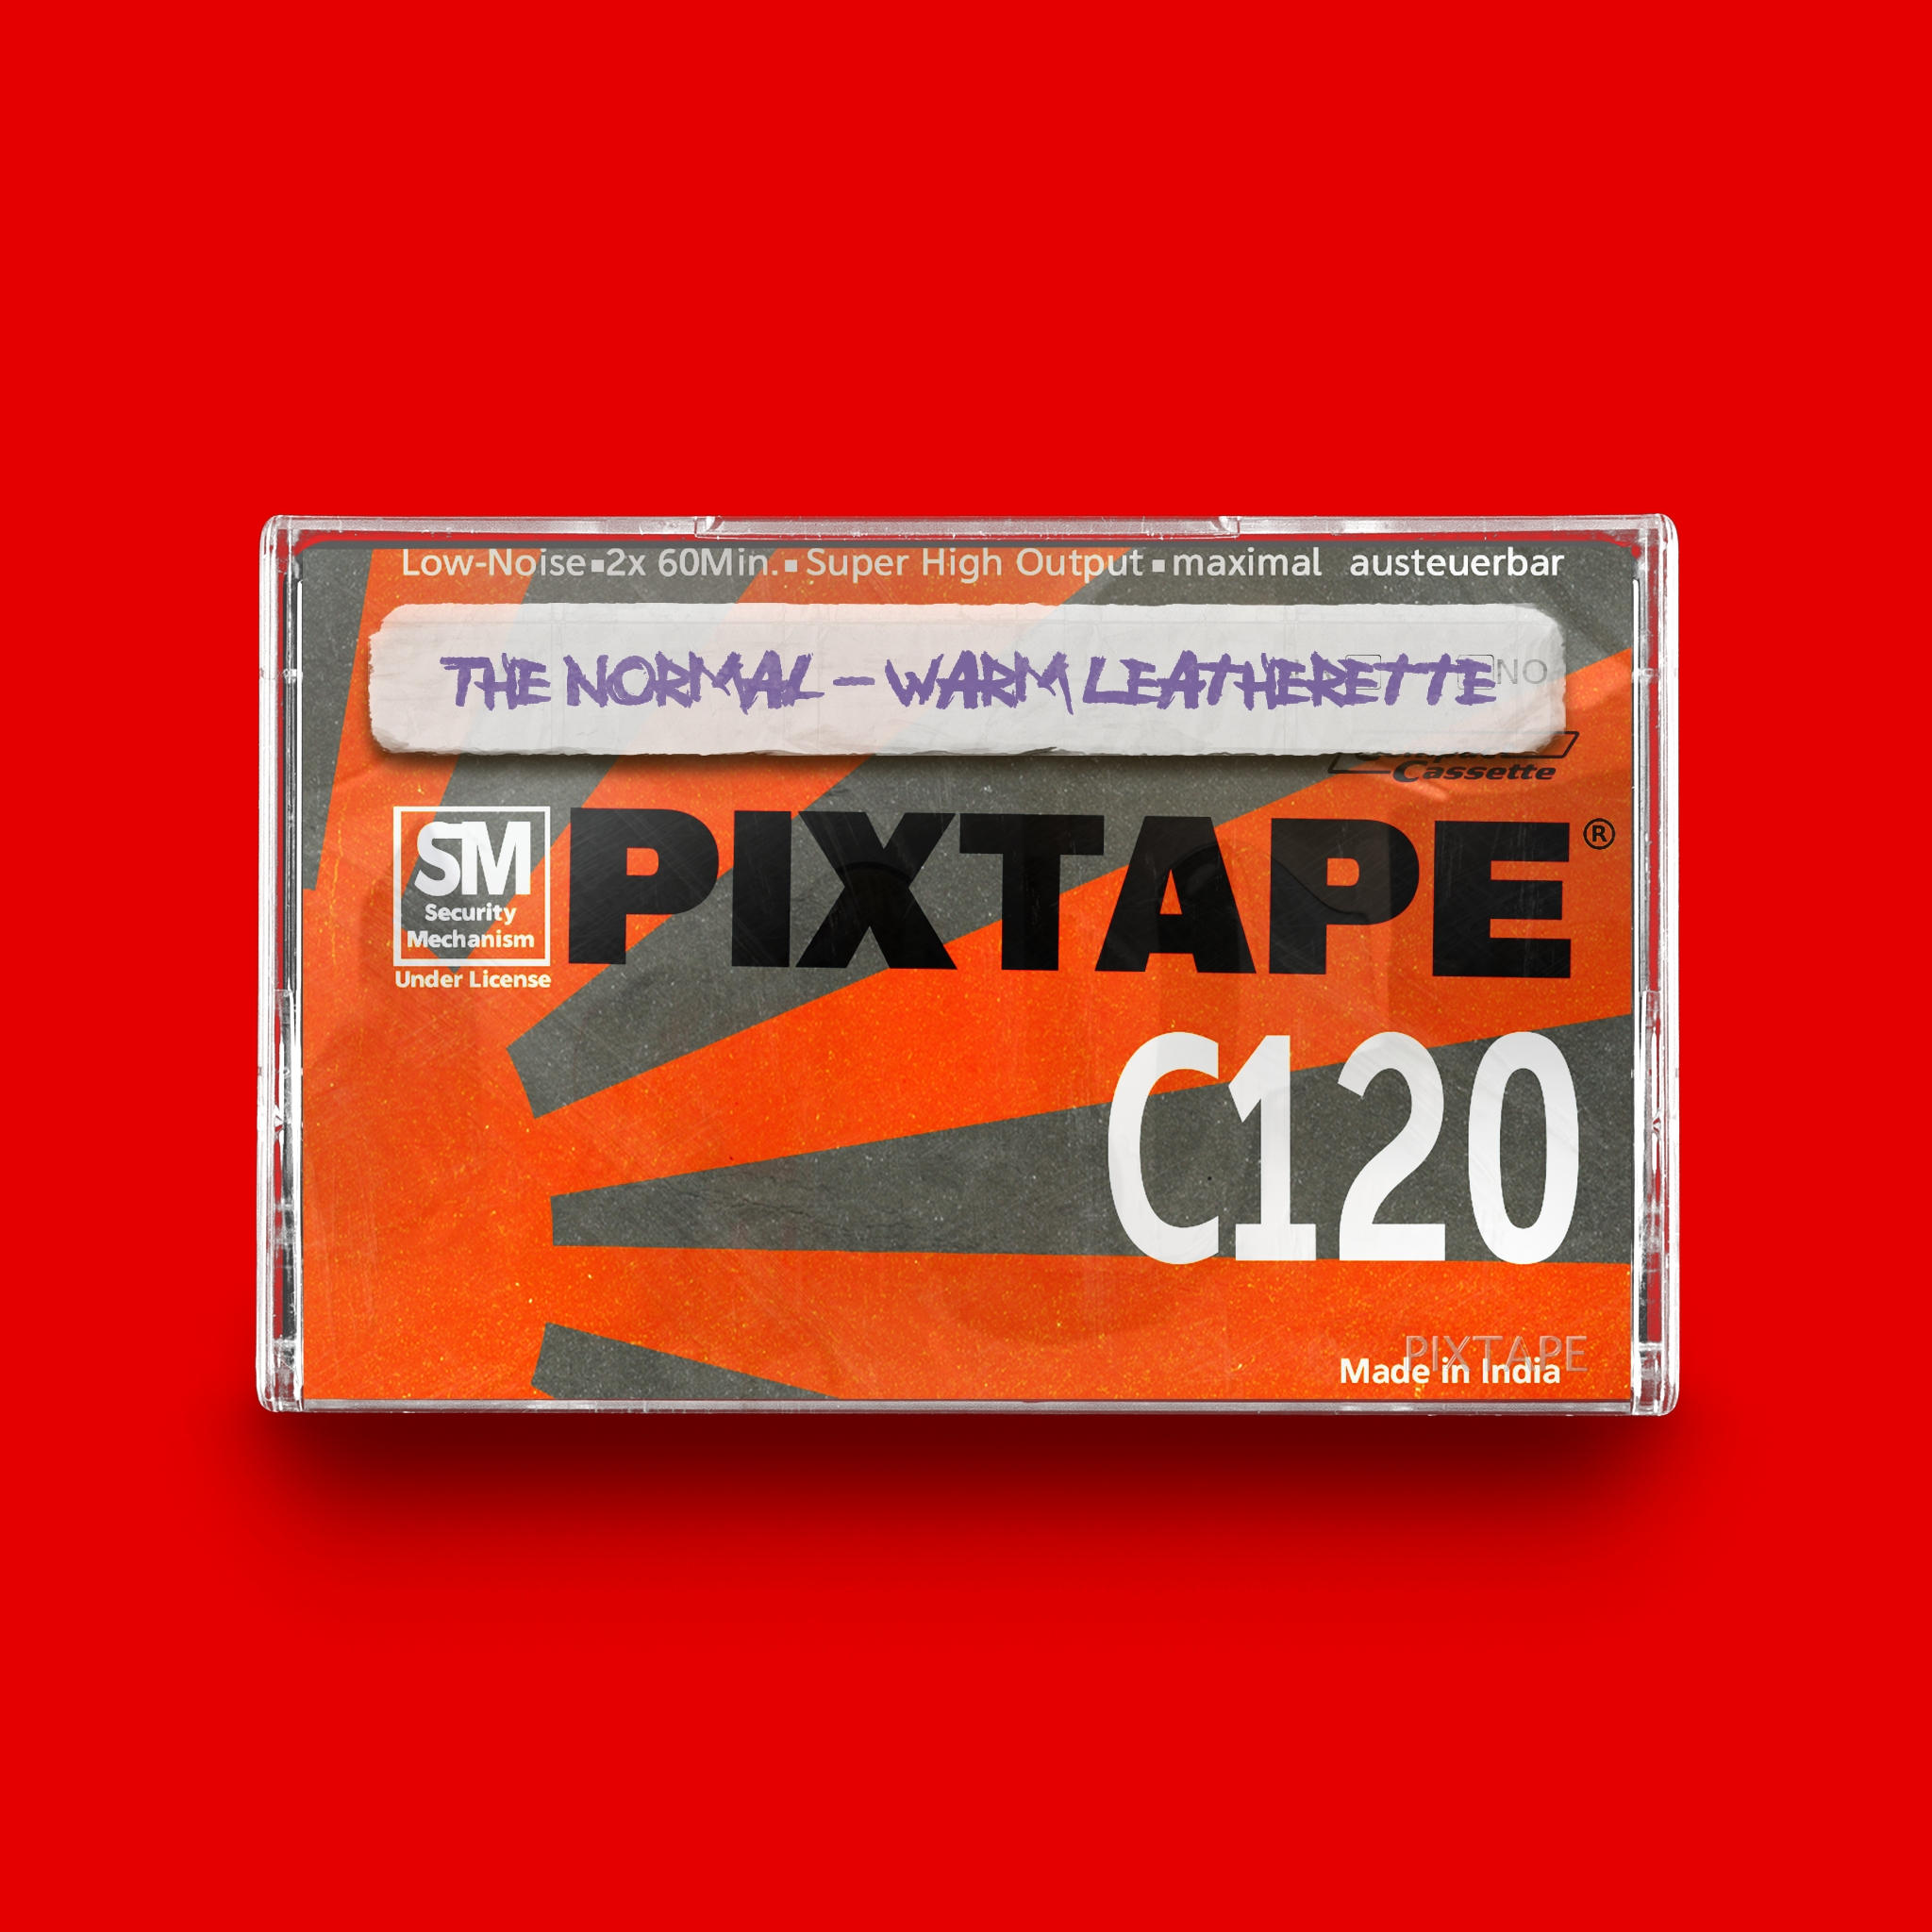 Low-Noise▪2x 60Min.▪Super High Output▪maximal austeuerbar
THE NORMAL – WARM LEATHERETTE
NO
Cassette
SM
Security
Mechanism
Under License
PIXTAPE®
C120
PIXTAPE
Made in India